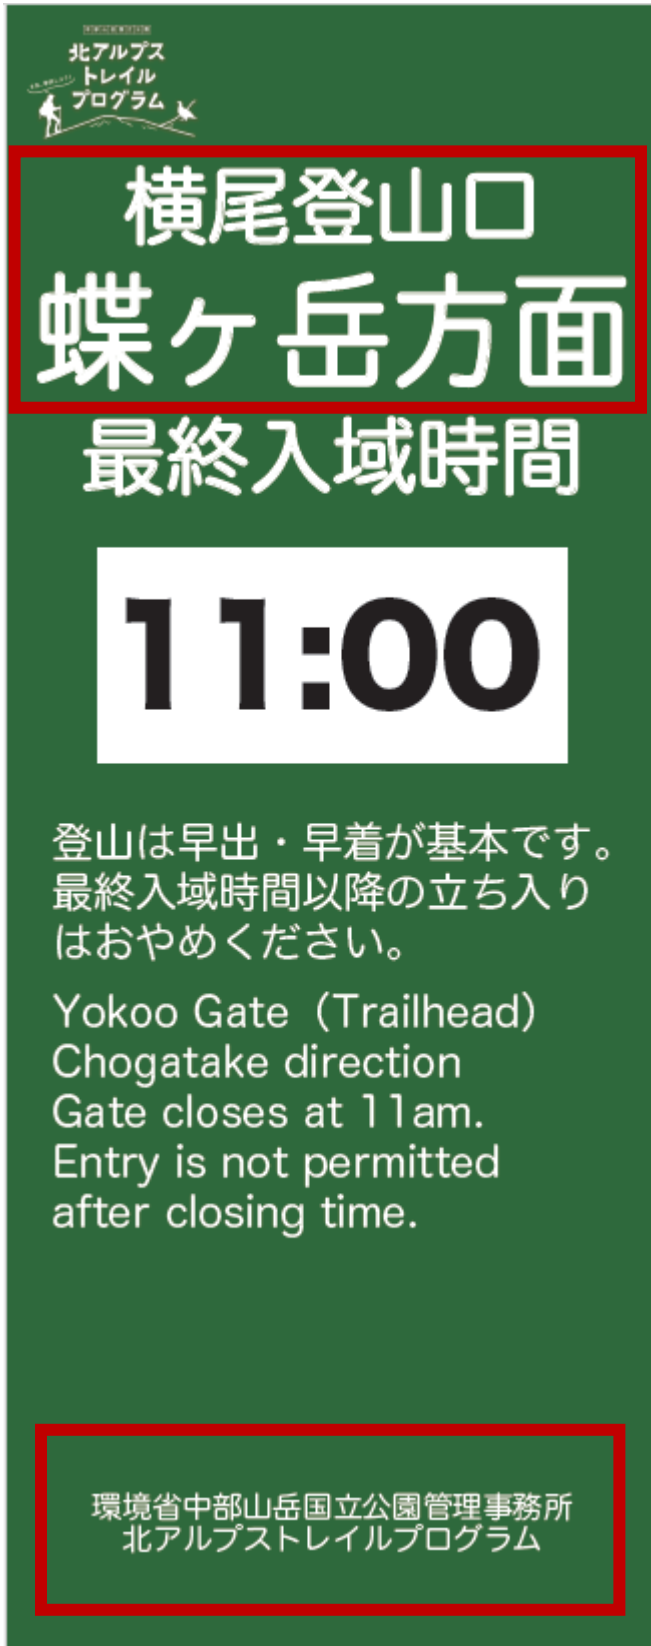 北アルプス
トレイル
プログラム
横尾登山口
蝶ヶ岳方面
最終入域時間
11:00
登山は早出・早着が基本です。
最終入域時間以降の立ち入り
はおやめください。
Yokoo Gate（Trailhead）
Chogatake direction
Gate closes at 11am.
Entry is not permitted
after closing time.
環境省中部山岳国立公園管理事務所
北アルプストレイルプログラム